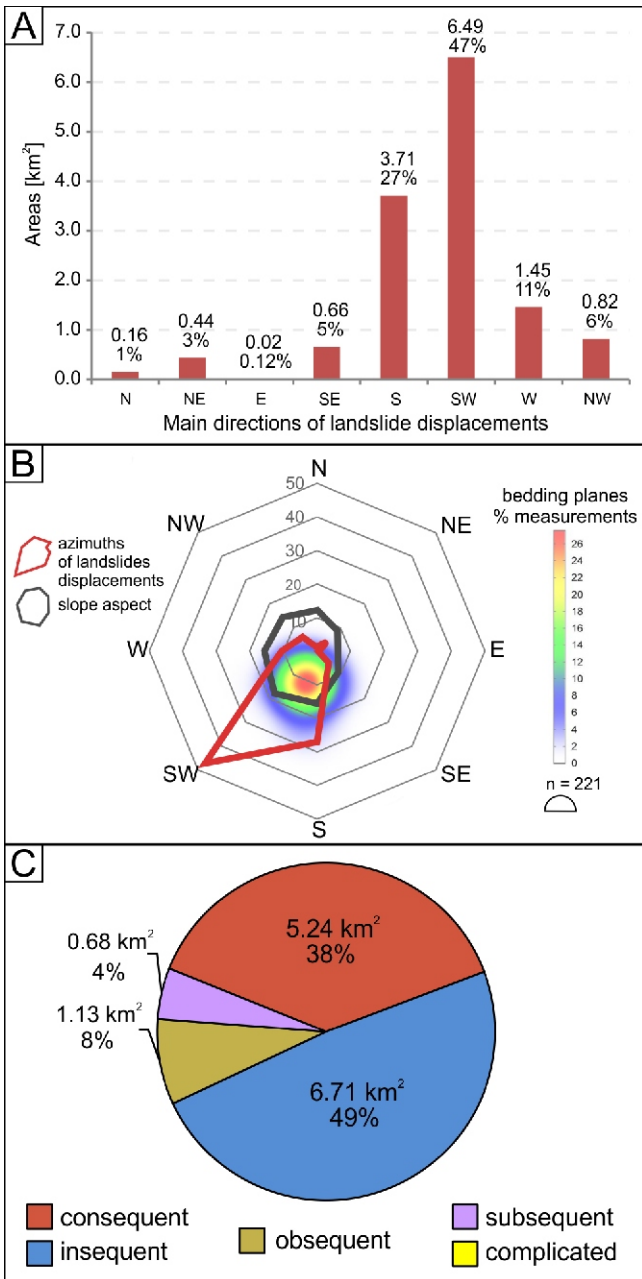 A
7.0
6.0
5.0
4.0
3.0
2.0
1.0
0.0
Areas [km²]
0.16
1%
0.44
3%
0.02
0.12%
0.66
5%
3.71
27%
6.49
47%
1.45
11%
0.82
6%
N NE E SE S SW W NW
Main directions of landslide displacements
B
azimuths
of landslides
displacements
slope aspect
N
NE
E
SE
S
SW
W
NW
50
40
30
20
10
bedding planes
% measurements
26
24
22
20
18
16
14
12
10
8
6
4
2
0
n = 221
C
5.24 km²
38%
0.68 km²
4%
1.13 km²
8%
6.71 km²
49%
consequent
insequent
obsequent
subsequent
complicated